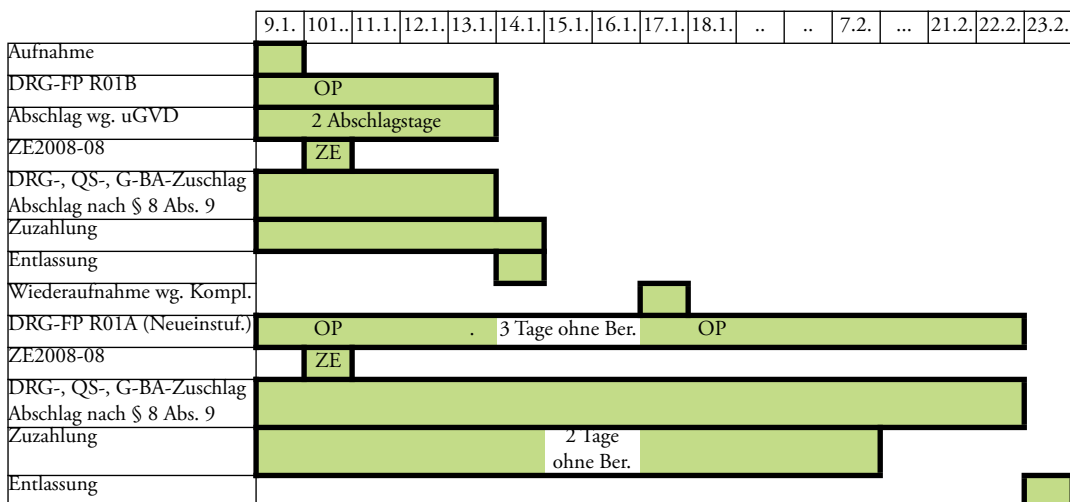 9.1. 101.. 11.1. 12.1. 13.1. 14.1. 15.1. 16.1. 17.1. 18.1. .. .. 7.2. ... 21.2. 22.2. 23.2.
Aufnahme
DRG-FP R01B OP
Abschlag wg. uGVD 2 Abschlagstage
ZE2008-08 ZE
DRG-, QS-, G-BA-Zuschlag
Abschlag nach § 8 Abs. 9
Zuzahlung
Entlassung
Wiederaufnahme wg. Kompl.
DRG-FP R01A (Neueinstuf.) OP . 3 Tage ohne Ber. OP
ZE2008-08 ZE
DRG-, QS-, G-BA-Zuschlag
Abschlag nach § 8 Abs. 9
Zuzahlung 2 Tage
ohne Ber.
Entlassung